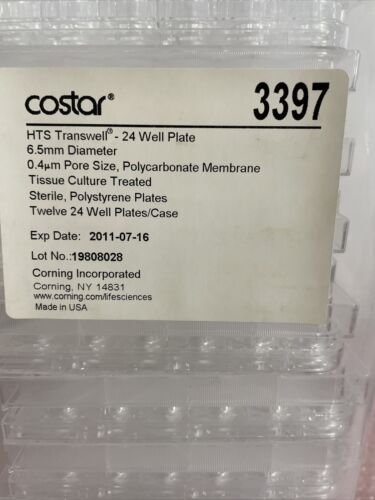 costar®
3397
HTS Transwell® - 24 Well Plate
6.5mm Diameter
0.4µm Pore Size, Polycarbonate Membrane
Tissue Culture Treated
Sterile, Polystyrene Plates
Twelve 24 Well Plates/Case
Exp Date: 2011-07-16
Lot No.:19808028
Corning Incorporated
Corning, NY 14831
www.corning.com/lifesciences
Made in USA